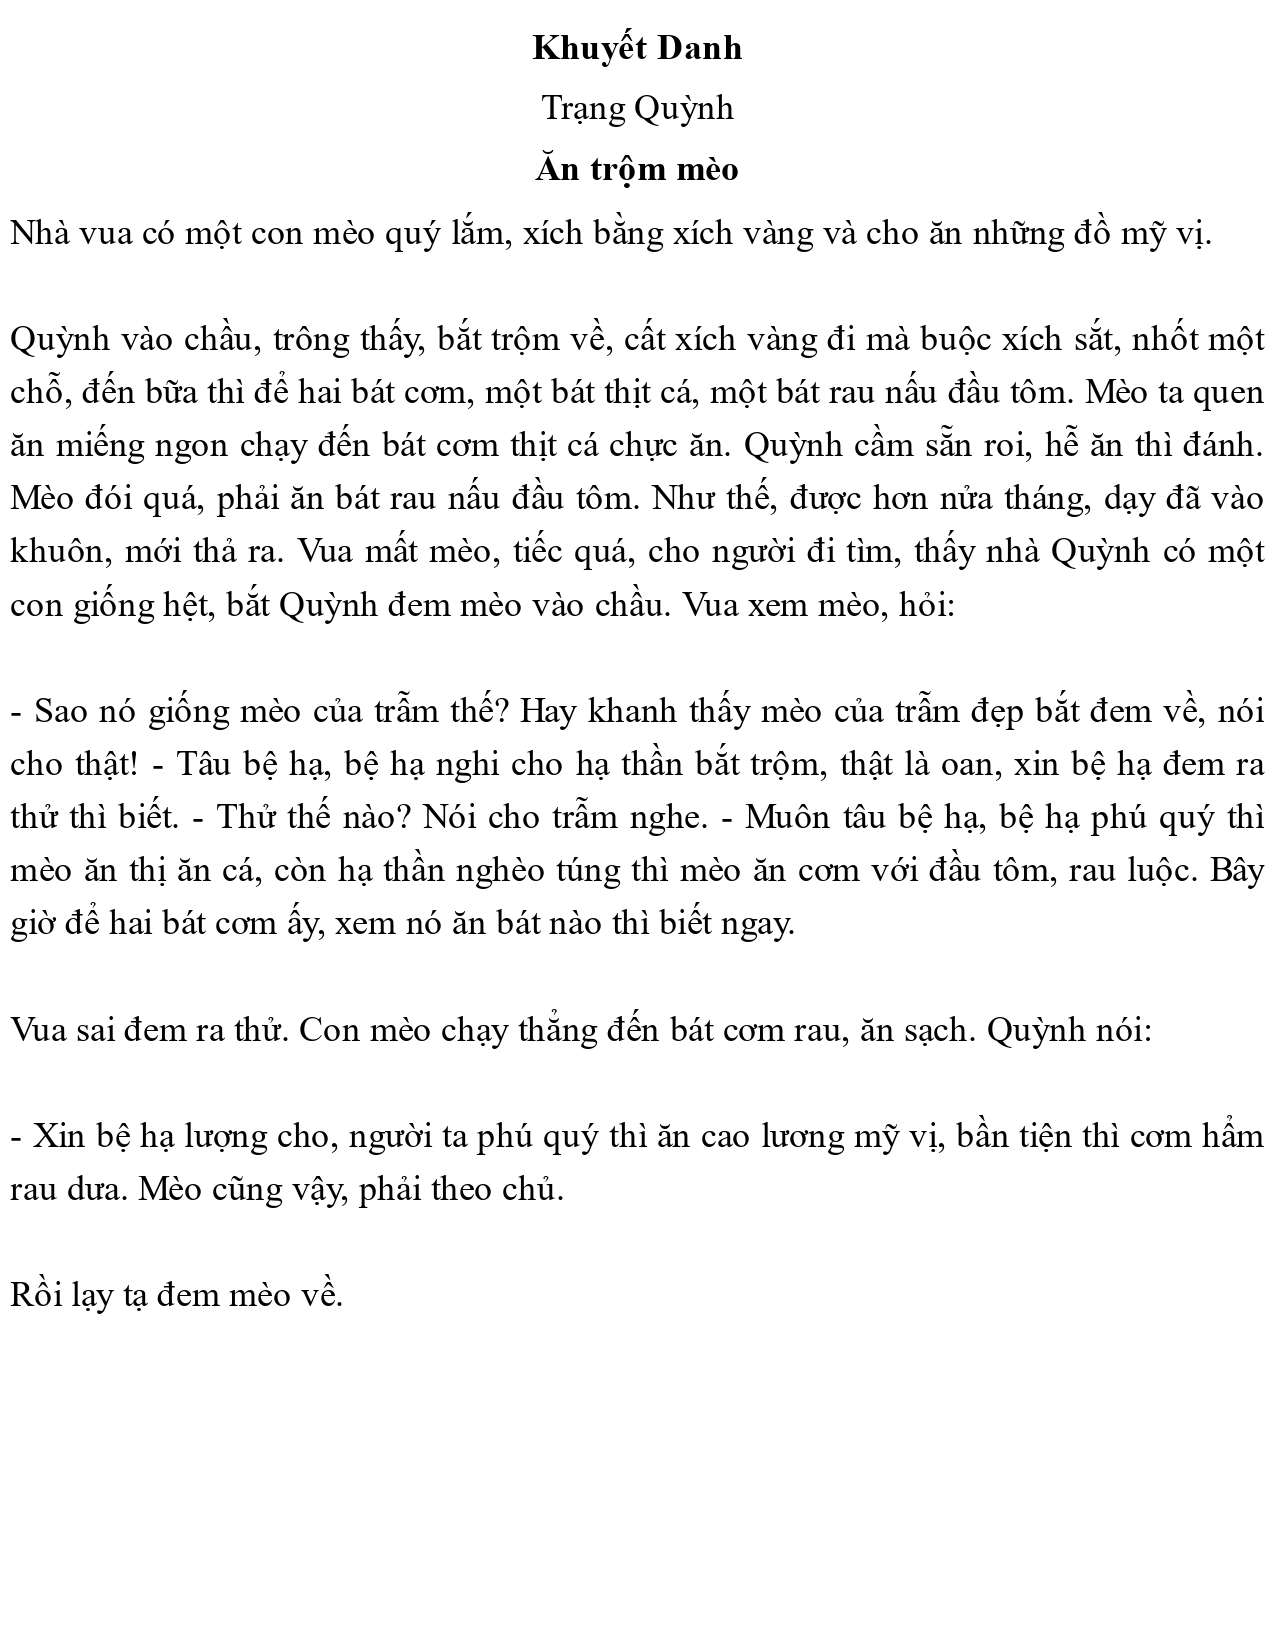 Khuyết Danh
Trạng Quỳnh
Ăn trộm mèo
Nhà vua có một con mèo quý lắm, xích bằng xích vàng và cho ăn những đồ mỹ vị.
Quỳnh vào chầu, trông thấy, bắt trộm về, cất xích vàng đi mà buộc xích sắt, nhốt một
chỗ, đến bữa thì để hai bát cơm, một bát thịt cá, một bát rau nấu đầu tôm. Mèo ta quen
ăn miếng ngon chạy đến bát cơm thịt cá chực ăn. Quỳnh cầm sẵn roi, hễ ăn thì đánh.
Mèo đói quá, phải ăn bát rau nấu đầu tôm. Như thế, được hơn nửa tháng, dạy đã vào
khuôn, mới thả ra. Vua mất mèo, tiếc quá, cho người đi tìm, thấy nhà Quỳnh có một
con giống hệt, bắt Quỳnh đem mèo vào chầu. Vua xem mèo, hỏi:
- Sao nó giống mèo của trẫm thế? Hay khanh thấy mèo của trẫm đẹp bắt đem về, nói
cho thật! - Tâu bệ hạ, bệ hạ nghi cho hạ thần bắt trộm, thật là oan, xin bệ hạ đem ra
thử thì biết. - Thử thế nào? Nói cho trẫm nghe. - Muôn tâu bệ hạ, bệ hạ phú quý thì
mèo ăn thị ăn cá, còn hạ thần nghèo túng thì mèo ăn cơm với đầu tôm, rau luộc. Bây
giờ để hai bát cơm ấy, xem nó ăn bát nào thì biết ngay.
Vua sai đem ra thử. Con mèo chạy thẳng đến bát cơm rau, ăn sạch. Quỳnh nói:
- Xin bệ hạ lượng cho, người ta phú quý thì ăn cao lương mỹ vị, bần tiện thì cơm hẩm
rau dưa. Mèo cũng vậy, phải theo chủ.
Rồi lạy tạ đem mèo về.